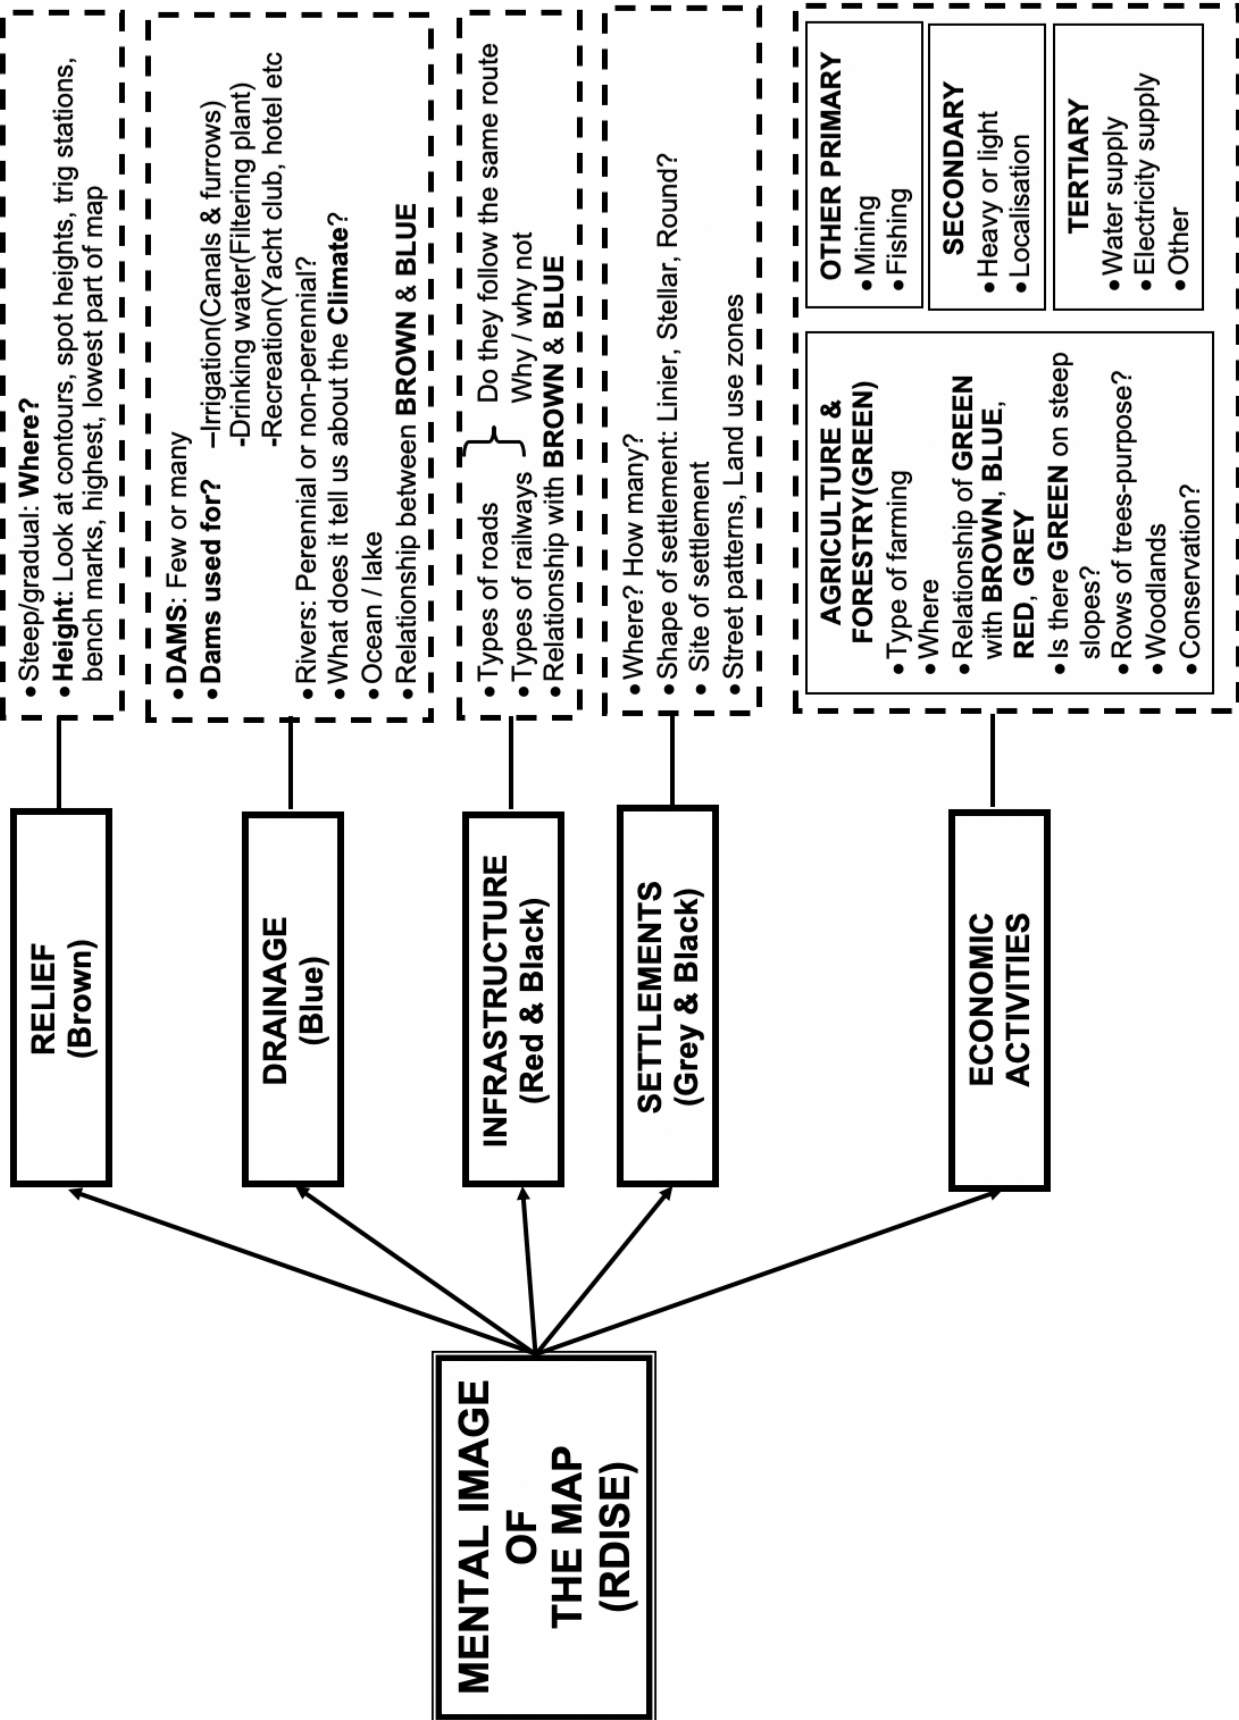 MENTAL IMAGE
OF
THE MAP
(RDISE)
RELIEF
(Brown)
•Steep/gradual: Where?
•Height: Look at contours, spot heights, trig stations,
bench marks, highest, lowest part of map
DRAINAGE
(Blue)
•DAMS: Few or many
•Dams used for? –Irrigation(Canals & furrows)
-Drinking water(Filtering plant)
-Recreation(Yacht club, hotel etc
•Rivers: Perennial or non-perennial?
•What does it tell us about the Climate?
•Ocean / lake
•Relationship between BROWN & BLUE
INFRASTRUCTURE
(Red & Black)
•Types of roads
•Types of railways
Do they follow the same route
Why / why not
•Relationship with BROWN & BLUE
SETTLEMENTS
(Grey & Black)
•Where? How many?
•Shape of settlement: Linier, Stellar, Round?
•Site of settlement
•Street patterns, Land use zones
ECONOMIC
ACTIVITIES
AGRICULTURE &
FORESTRY(GREEN)
•Type of farming
•Where
•Relationship of GREEN
with BROWN, BLUE,
RED, GREY
•Is there GREEN on steep
slopes?
•Rows of trees-purpose?
•Woodlands
•Conservation?
OTHER PRIMARY
•Mining
•Fishing
SECONDARY
•Heavy or light
•Localisation
TERTIARY
•Water supply
•Electricity supply
•Other